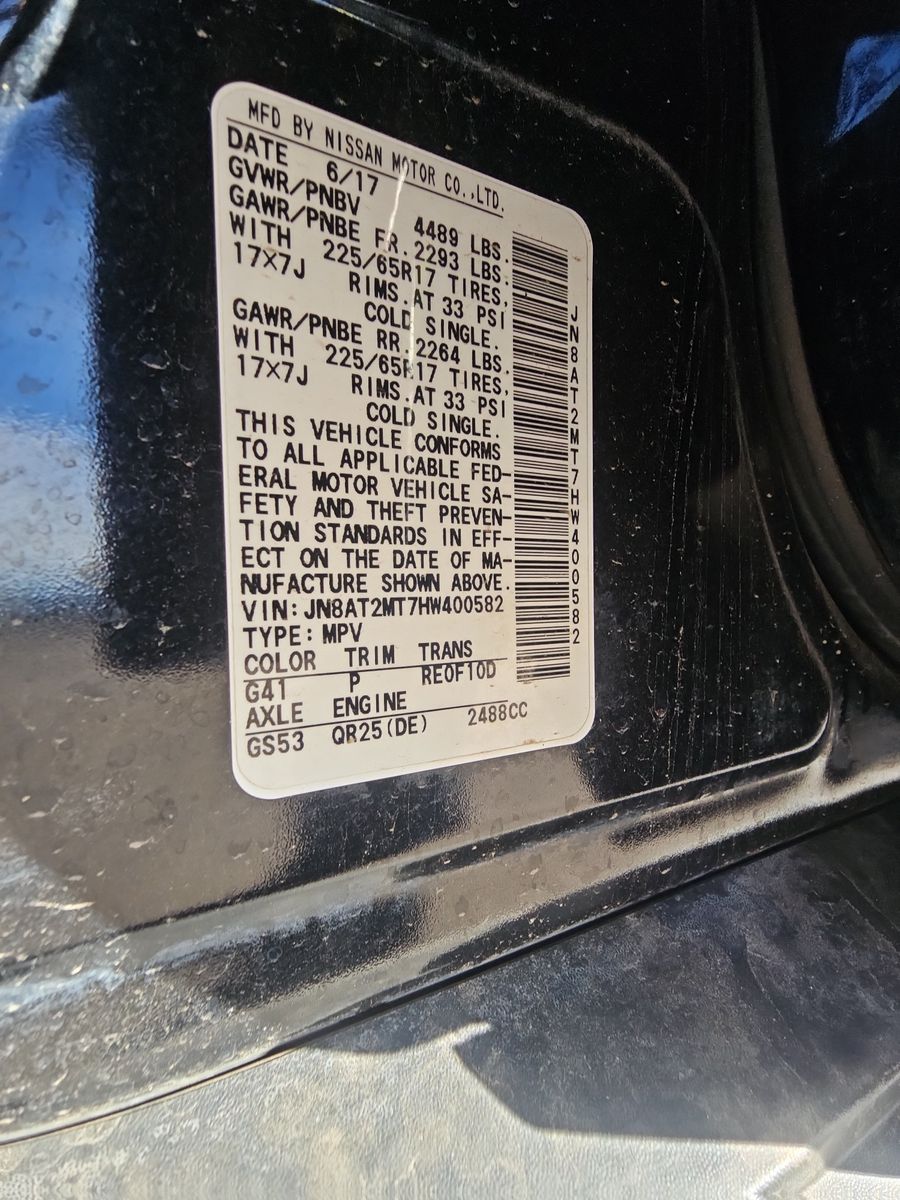 MFD BY NISSAN MOTOR CO.,LTD.
DATE 6/17
GVWR/PNBV 4489 LBS.
GAWR/PNBE FR. 2293 LBS.
WITH 225/65R17 TIRES,
17X7J RIMS.AT 33 PSI
COLD SINGLE.
GAWR/PNBE RR. 2264 LBS.
WITH 225/65R17 TIRES,
17X7J RIMS.AT 33 PSI
COLD SINGLE.
THIS VEHICLE CONFORMS
TO ALL APPLICABLE FED-
ERAL MOTOR VEHICLE SA-
FETY AND THEFT PREVEN-
TION STANDARDS IN EFF-
ECT ON THE DATE OF MA-
NUFACTURE SHOWN ABOVE.
VIN:JN8AT2MT7HW400582
TYPE:MPV
COLOR TRIM TRANS
G41 P RE0F10D
AXLE ENGINE
GS53 QR25(DE) 2488CC
JN8AT2MT7HW400582